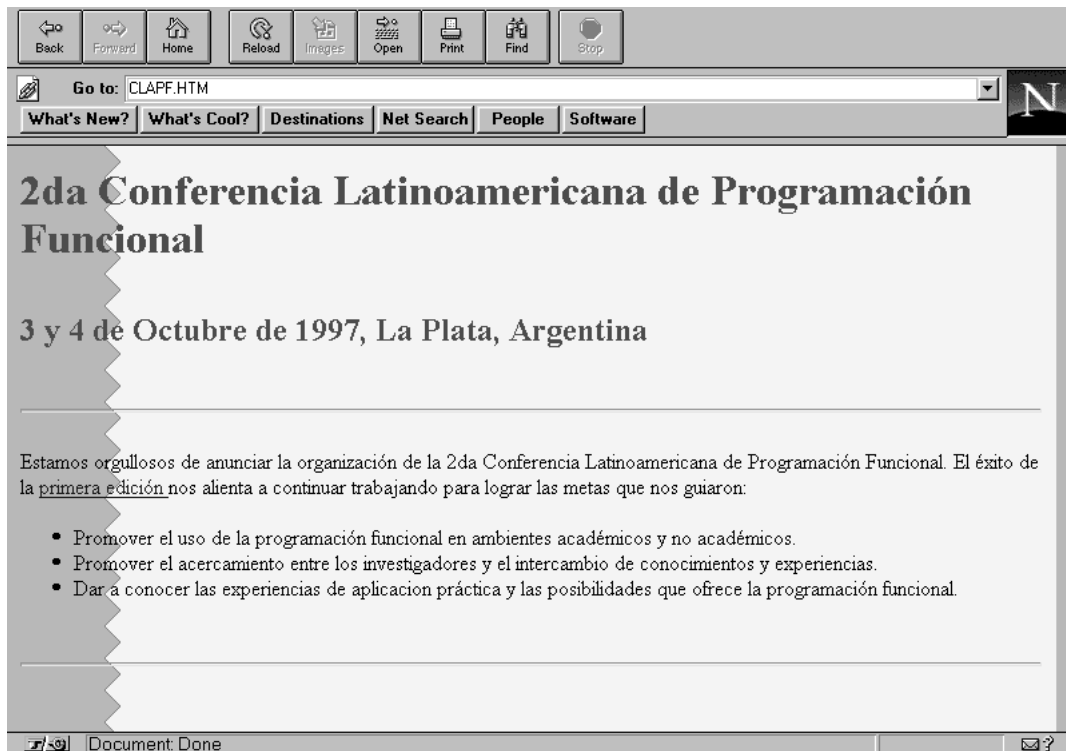 Back Forward Home Reload Images Open Print Find Stop
Go to: CLAPF.HTM
N
What's New? What's Cool? Destinations Net Search People Software
2da Conferencia Latinoamericana de Programación
Funcional
3 y 4 de Octubre de 1997, La Plata, Argentina
Estamos orgullosos de anunciar la organización de la 2da Conferencia Latinoamericana de Programación Funcional. El éxito de
la primera edición nos alienta a continuar trabajando para lograr las metas que nos guiaron:
• Promover el uso de la programación funcional en ambientes académicos y no académicos.
• Promover el acercamiento entre los investigadores y el intercambio de conocimientos y experiencias.
• Dar a conocer las experiencias de aplicacion práctica y las posibilidades que ofrece la programación funcional.
Document: Done ?